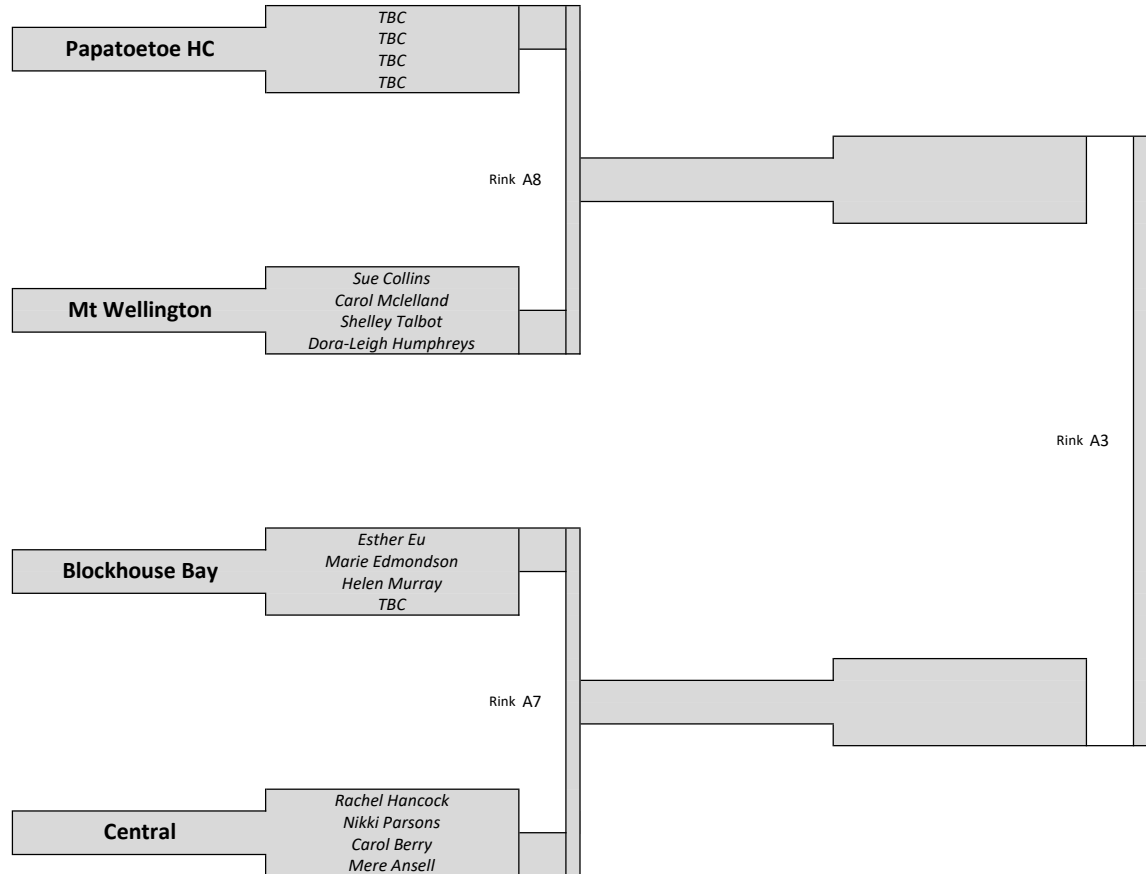 Papatoetoe HC
TBC
TBC
TBC
TBC
Rink A8
Mt Wellington
Sue Collins
Carol Mclelland
Shelley Talbot
Dora-Leigh Humphreys
Rink A3
Blockhouse Bay
Esther Eu
Marie Edmondson
Helen Murray
TBC
Rink A7
Central
Rachel Hancock
Nikki Parsons
Carol Berry
Mere Ansell